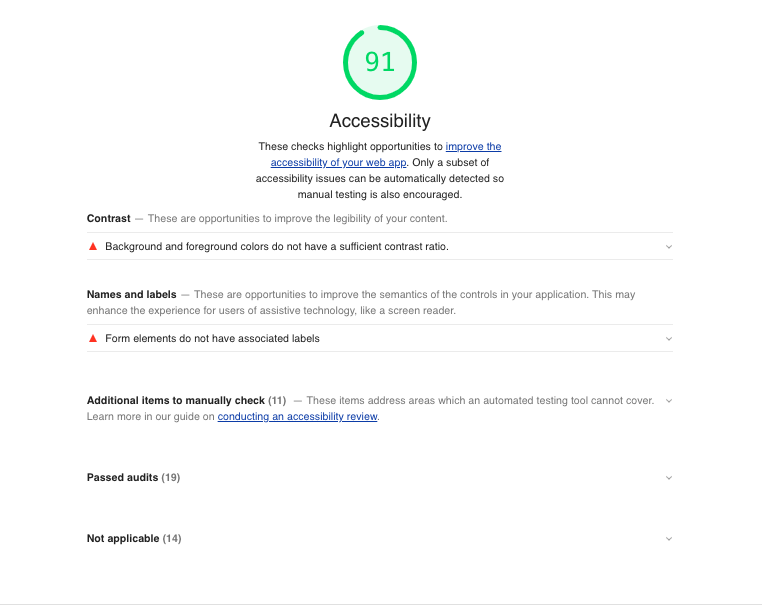 91
Accessibility
These checks highlight opportunities to improve the
accessibility of your web app. Only a subset of
accessibility issues can be automatically detected so
manual testing is also encouraged.
Contrast — These are opportunities to improve the legibility of your content.
Background and foreground colors do not have a sufficient contrast ratio.
Names and labels — These are opportunities to improve the semantics of the controls in your application. This may
enhance the experience for users of assistive technology, like a screen reader.
Form elements do not have associated labels
Additional items to manually check (11) — These items address areas which an automated testing tool cannot cover.
Learn more in our guide on conducting an accessibility review.
Passed audits (19)
Not applicable (14)